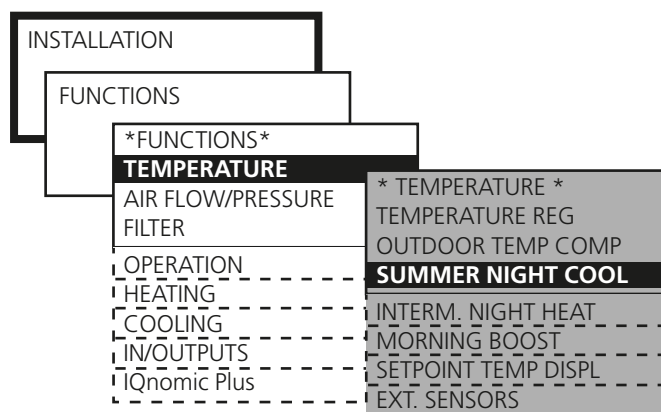 INSTALLATION
FUNCTIONS
*FUNCTIONS*
TEMPERATURE
AIR FLOW/PRESSURE
FILTER
OPERATION
HEATING
COOLING
IN/OUTPUTS
IQnomic Plus
* TEMPERATURE *
TEMPERATURE REG
OUTDOOR TEMP COMP
SUMMER NIGHT COOL
INTERM. NIGHT HEAT
MORNING BOOST
SETPOINT TEMP DISPL
EXT. SENSORS